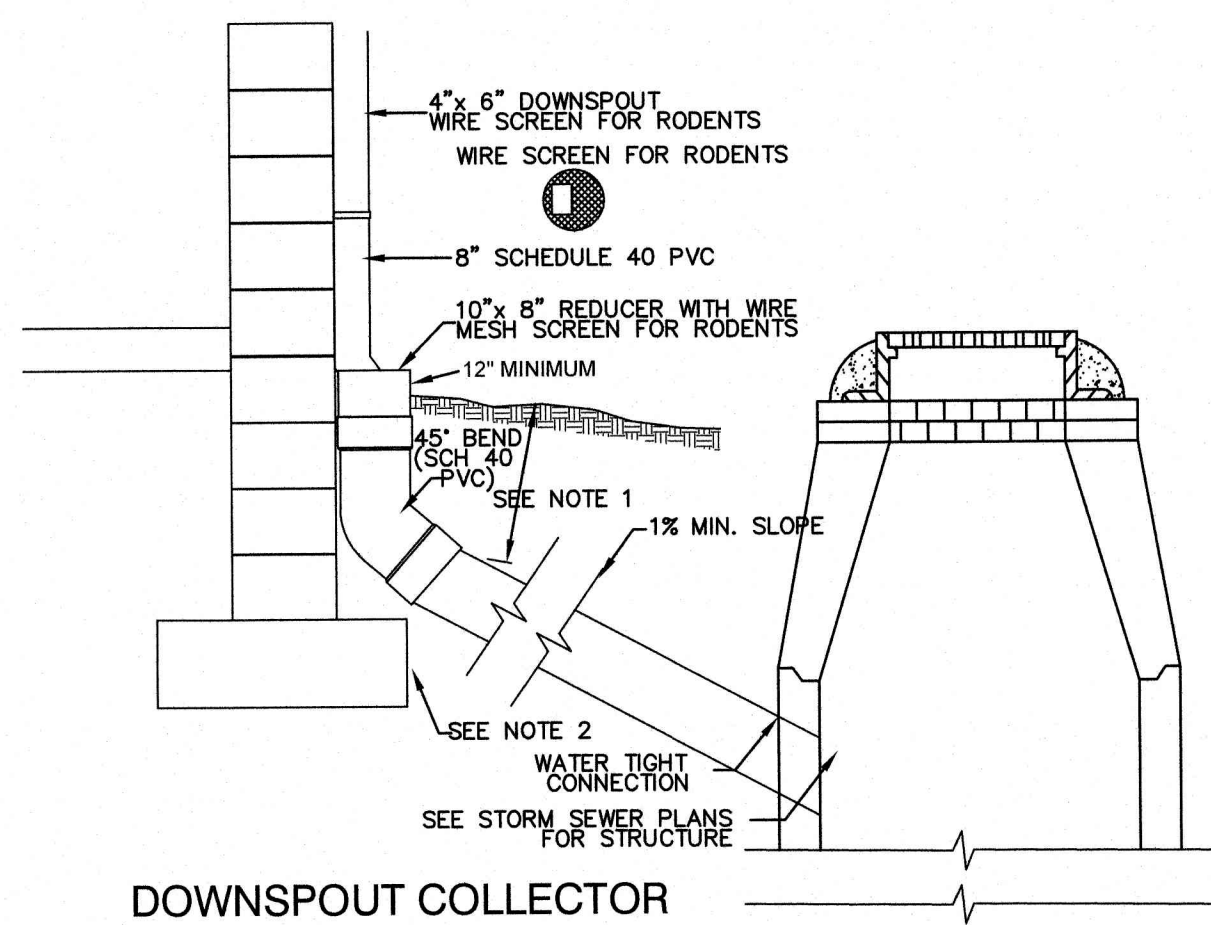 4"x 6" DOWNSPOUT
WIRE SCREEN FOR RODENTS
WIRE SCREEN FOR RODENTS
8" SCHEDULE 40 PVC
10"x 8" REDUCER WITH WIRE
MESH SCREEN FOR RODENTS
12" MINIMUM
45° BEND
(SCH 40
PVC)
SEE NOTE 1
1% MIN. SLOPE
SEE NOTE 2
WATER TIGHT
CONNECTION
SEE STORM SEWER PLANS
FOR STRUCTURE
DOWNSPOUT COLLECTOR